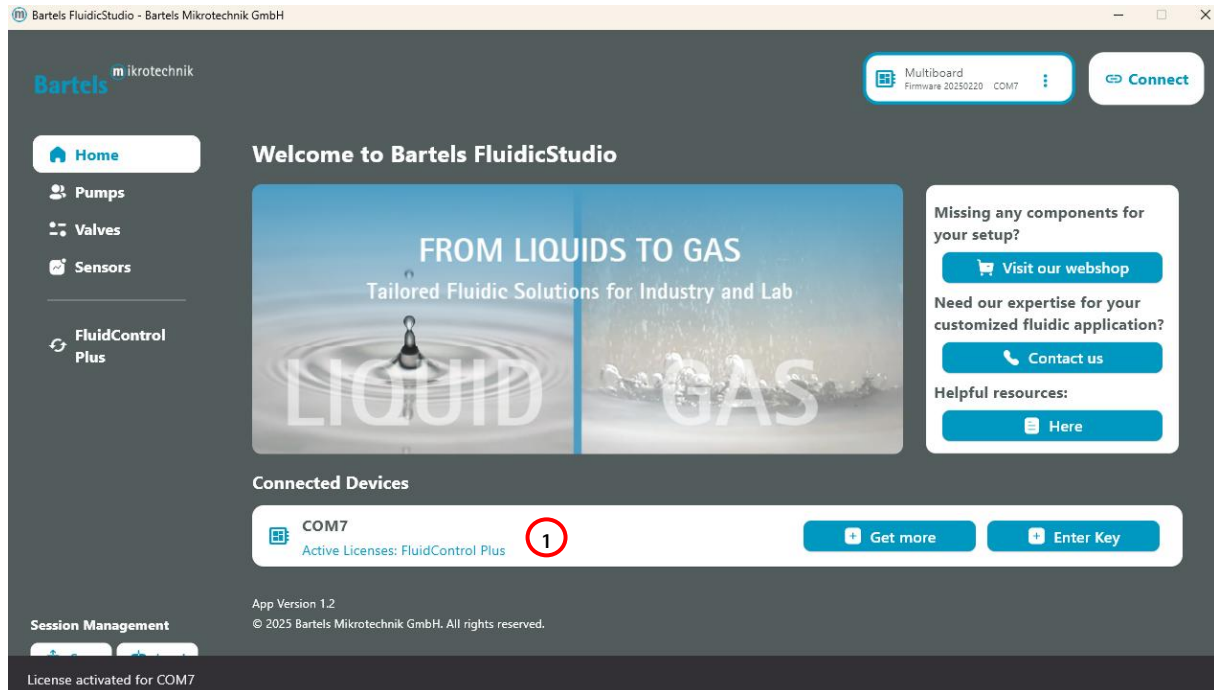 Bartels FluidicStudio - Bartels Mikrotechnik GmbH
Bartels mikrotechnik
Multiboard
Firmware 20250220 COM7
Connect
Home
Pumps
Valves
Sensors
FluidControl
Plus
Welcome to Bartels FluidicStudio
FROM LIQUIDS TO GAS
Tailored Fluidic Solutions for Industry and Lab
LIQUID GAS
Missing any components for
your setup?
Visit our webshop
Need our expertise for your
customized fluidic application?
Contact us
Helpful resources:
Here
Connected Devices
COM7
Active Licenses: FluidControl Plus
1
Get more
Enter Key
App Version 1.2
© 2025 Bartels Mikrotechnik GmbH. All rights reserved.
Session Management
License activated for COM7